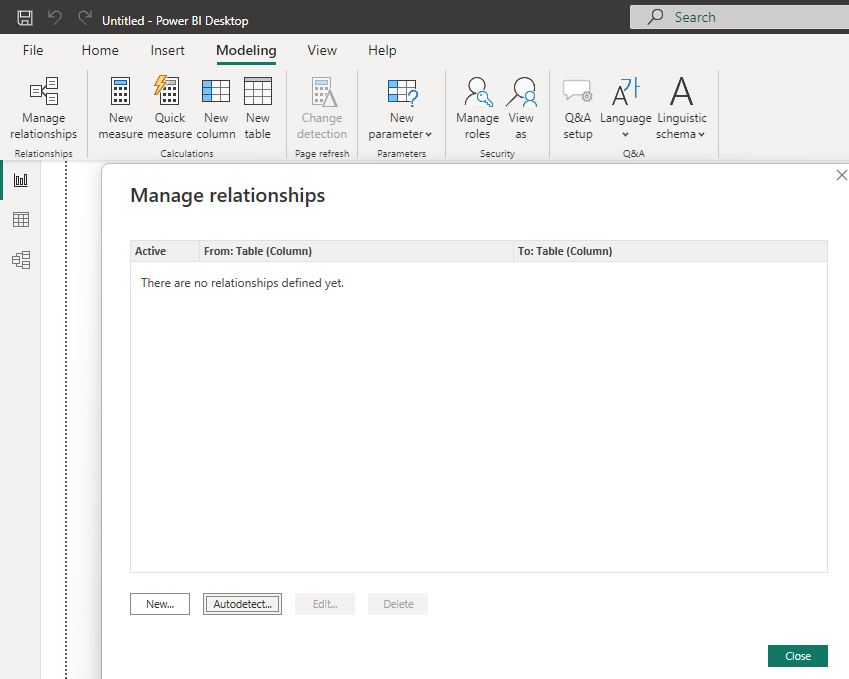 Untitled - Power BI Desktop
Search
File Home Insert Modeling View Help
Manage relationships
New measure
Quick measure
New column
New table
Change detection
New parameter
Manage roles
View as
Q&A setup
Language
Linguistic schema
Relationships
Calculations
Page refresh
Parameters
Security
Q&A
Manage relationships
Active From: Table (Column) To: Table (Column)
There are no relationships defined yet.
New... Autodetect... Edit... Delete
Close